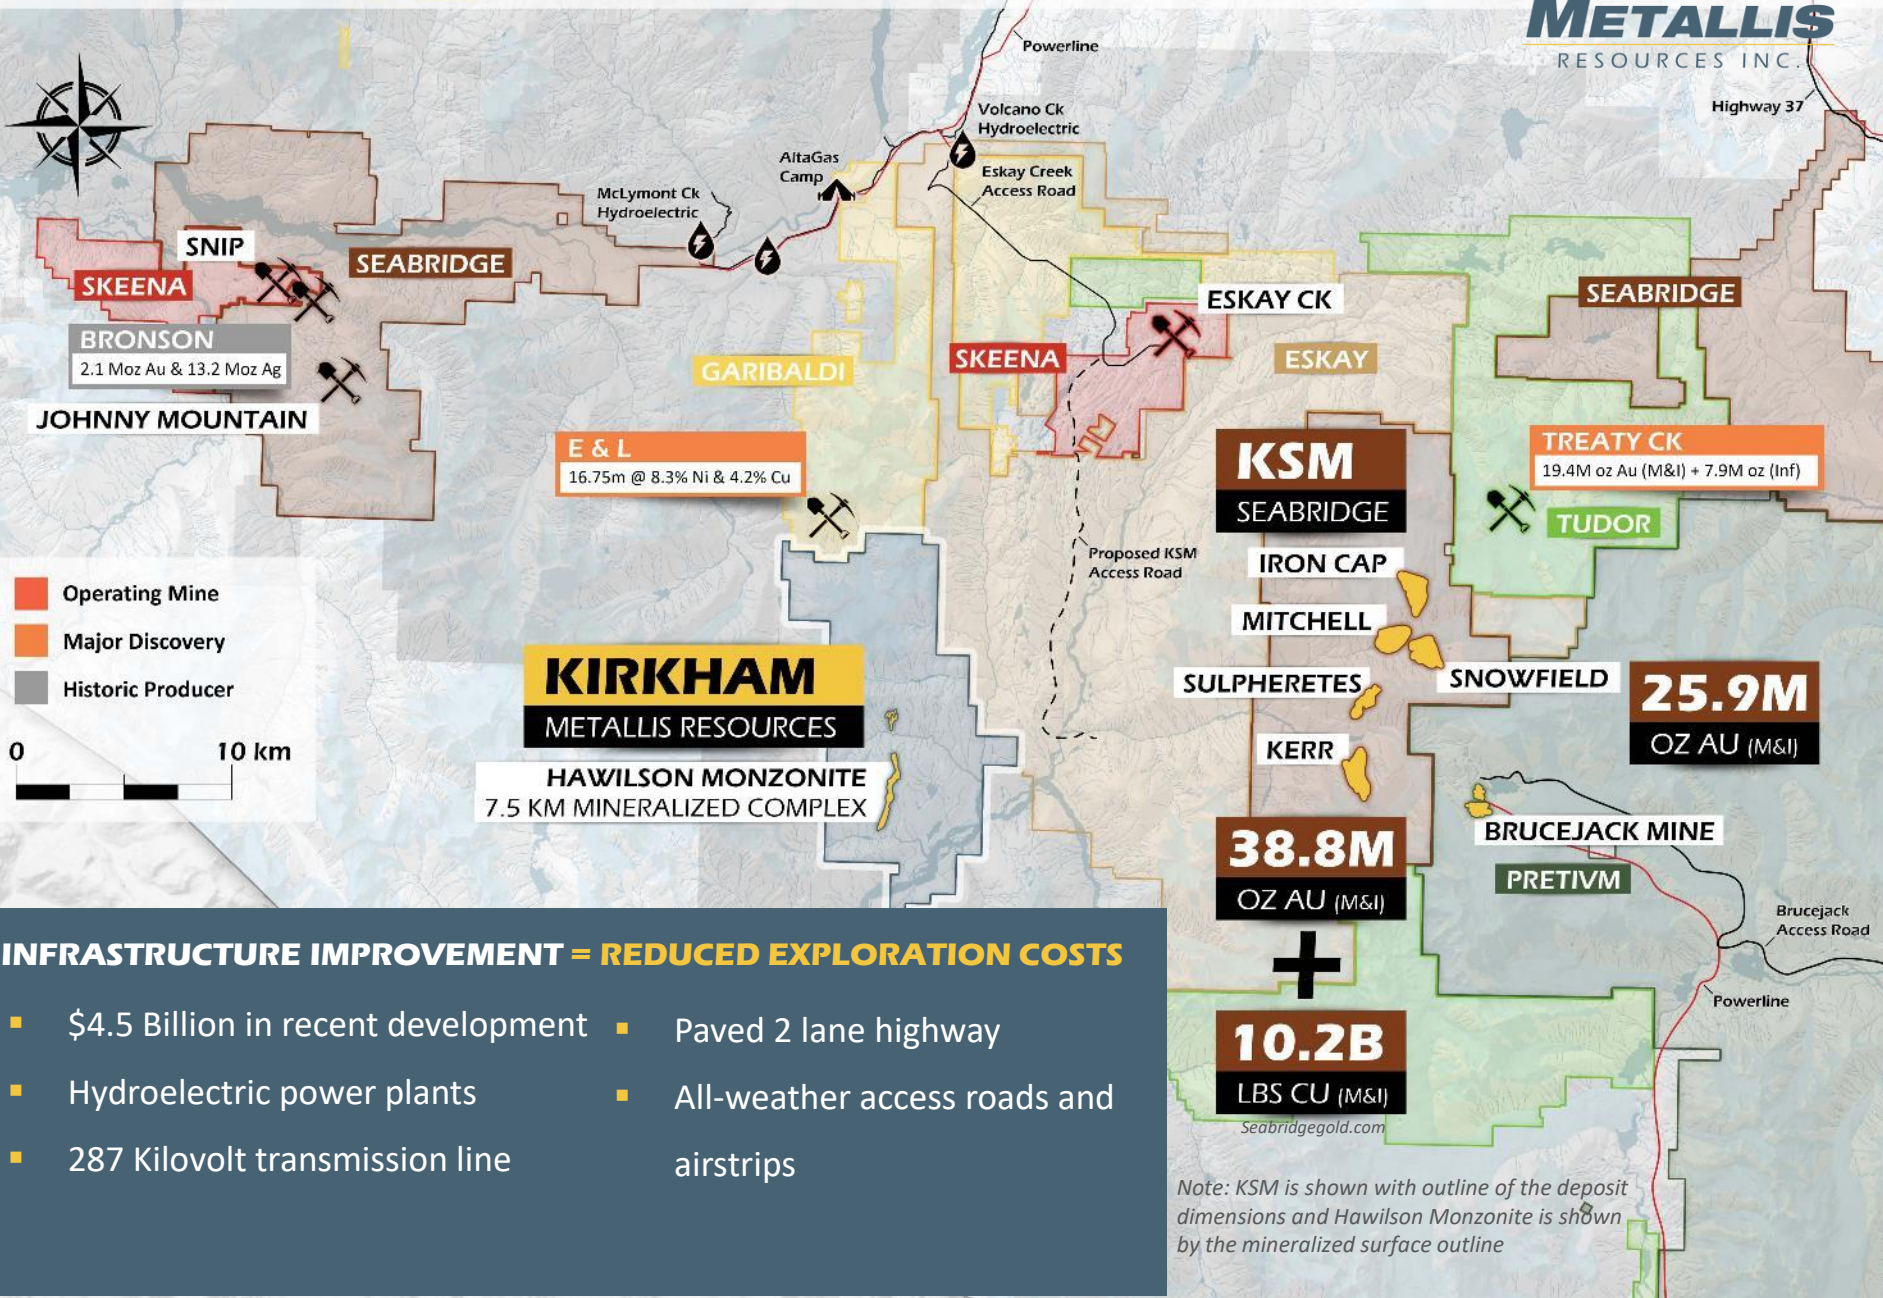 METALLIS
RESOURCES INC.
Powerline
Highway 37
Volcano Ck
Hydroelectric
AltaGas
Camp
Eskay Creek
Access Road
McLymont Ck
Hydroelectric
SNIP
SEABRIDGE
SKEENA
BRONSON
2.1 Moz Au & 13.2 Moz Ag
JOHNNY MOUNTAIN
GARIBALDI
SKEENA
ESKAY CK
ESKAY
SEABRIDGE
E & L
16.75m @ 8.3% Ni & 4.2% Cu
KSM
SEABRIDGE
TREATY CK
19.4M oz Au (M&I) + 7.9M oz (Inf)
TUDOR
Proposed KSM
Access Road
IRON CAP
MITCHELL
SULPHERETES
SNOWFIELD
KERR
25.9M
OZ AU (M&I)
Operating Mine
Major Discovery
Historic Producer
0 10 km
KIRKHAM
METALLIS RESOURCES
HAWILSON MONZONITE
7.5 KM MINERALIZED COMPLEX
BRUCEJACK MINE
PRETIVM
38.8M
OZ AU (M&I)
+
10.2B
LBS CU (M&I)
Seabridgegold.com
Brucejack
Access Road
Powerline
INFRASTRUCTURE IMPROVEMENT = REDUCED EXPLORATION COSTS
▪ $4.5 Billion in recent development
▪ Hydroelectric power plants
▪ 287 Kilovolt transmission line
▪ Paved 2 lane highway
▪ All-weather access roads and
airstrips
Note: KSM is shown with outline of the deposit
dimensions and Hawilson Monzonite is shown
by the mineralized surface outline